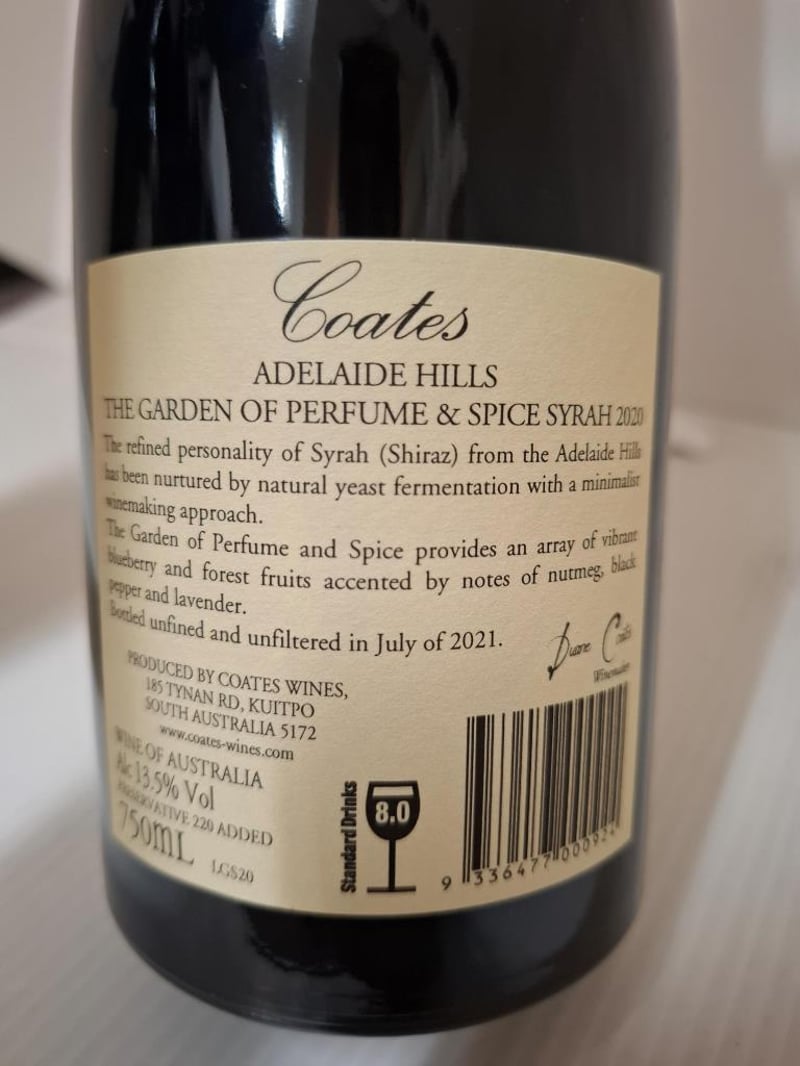 Coates
ADELAIDE HILLS
THE GARDEN OF PERFUME & SPICE SYRAH 2020
The refined personality of Syrah (Shiraz) from the Adelaide Hills
has been nurtured by natural yeast fermentation with a minimalist
winemaking approach.
The Garden of Perfume and Spice provides an array of vibrant
blueberry and forest fruits accented by notes of nutmeg, black
pepper and lavender.
Bottled unfined and unfiltered in July of 2021.
Duane Coates
Winemaker
PRODUCED BY COATES WINES,
185 TYNAN RD, KUITPO
SOUTH AUSTRALIA 5172
www.coates-wines.com
WINE OF AUSTRALIA
Alc 13.5% Vol
PRESERVATIVE 220 ADDED
750mL
LGS20
Standard Drinks
8.0
9 336477 000924